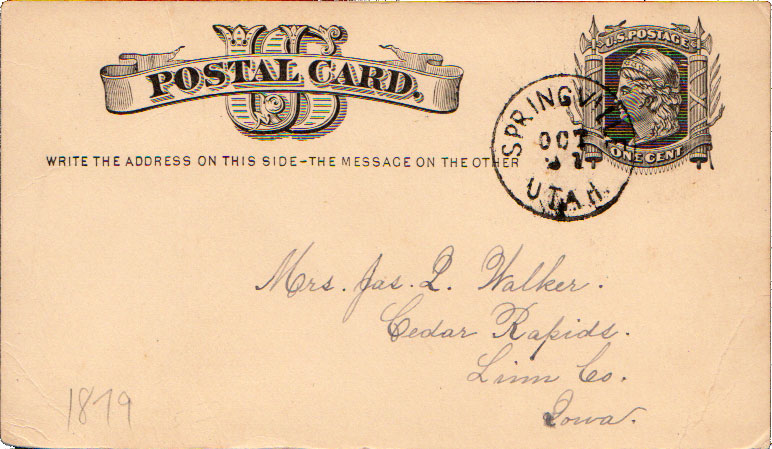 US
POSTAL CARD.
U.S. POSTAGE
ONE CENT
WRITE THE ADDRESS ON THIS SIDE-THE MESSAGE ON THE OTHER
SPRINGVILL
OCT
UTAH.
Mrs. Jas. L. Walker.
Cedar Rapids.
Linn Co.
Iowa.
1879